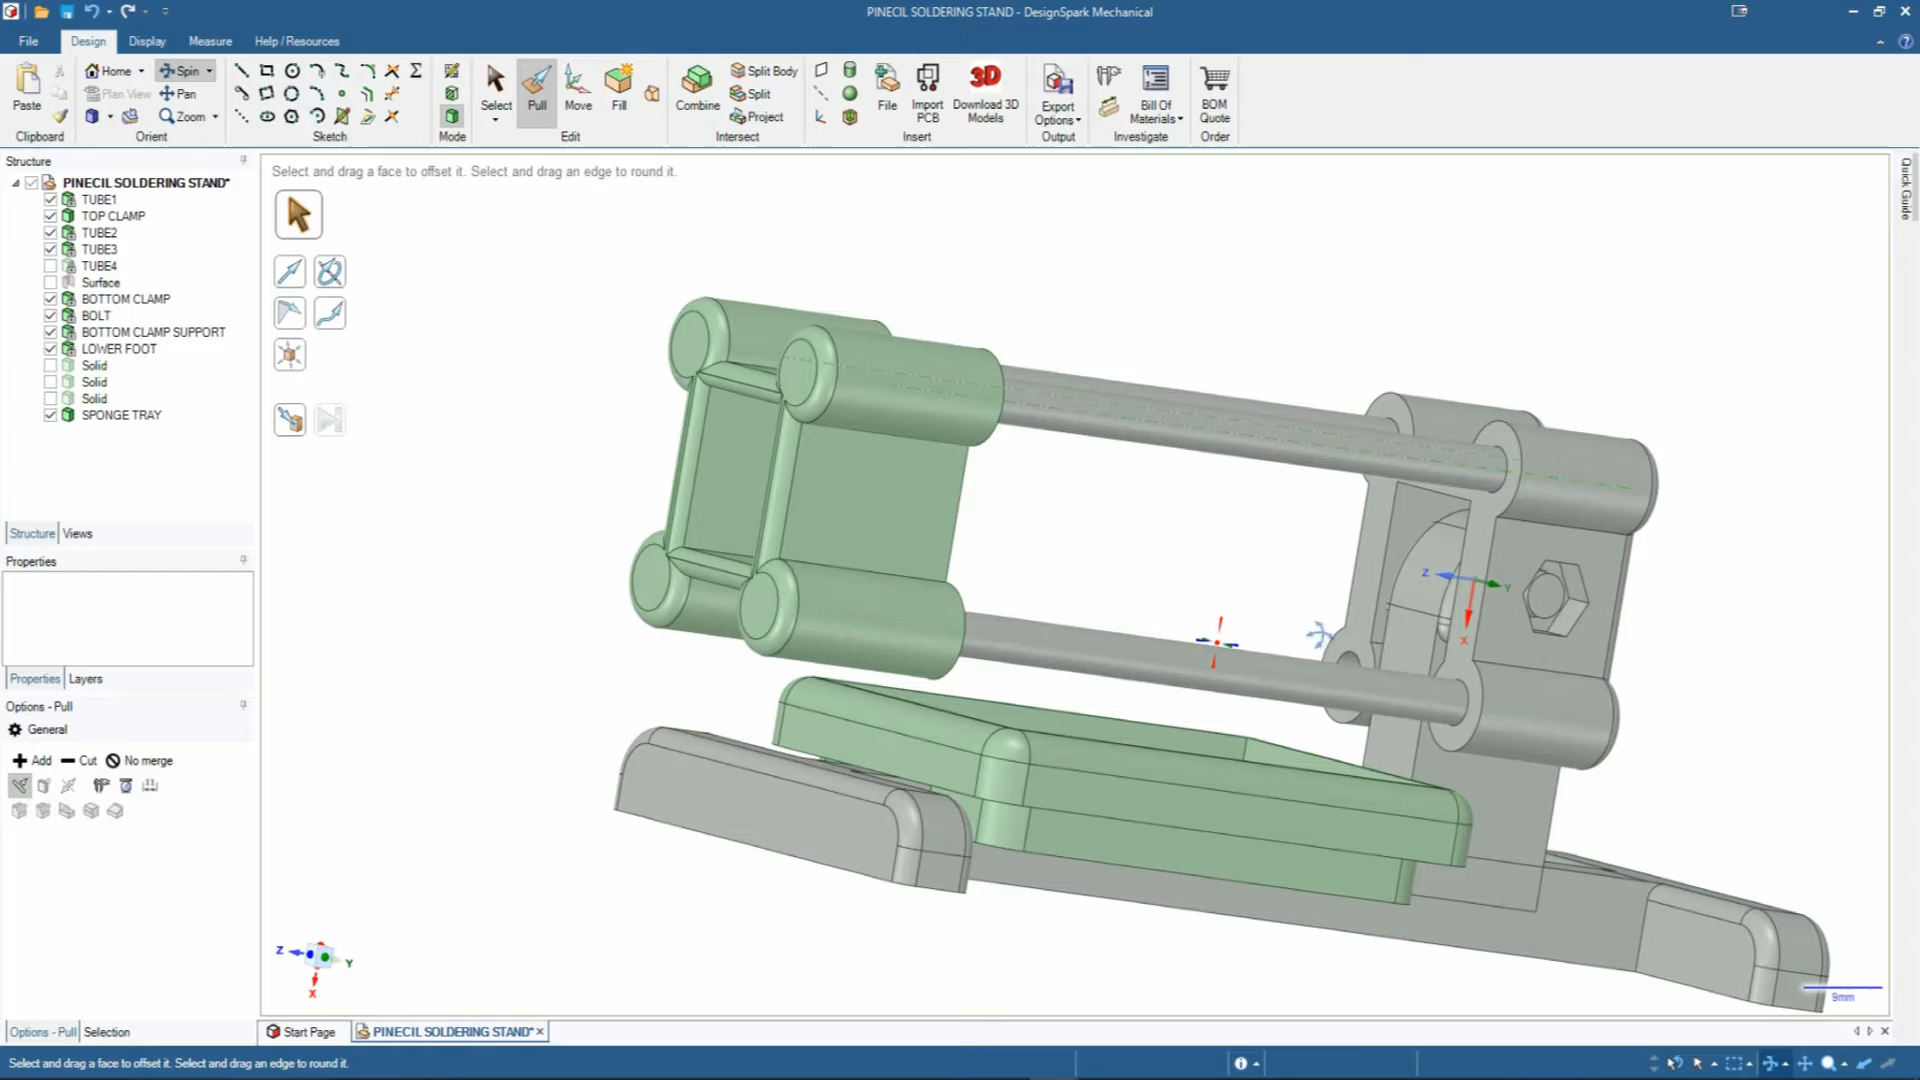 PINECIL SOLDERING STAND - DesignSpark Mechanical
File
Design
Display
Measure
Help / Resources
Paste
Clipboard
Home
Spin
Plan View
Pan
Zoom
Orient
Sketch
Mode
Select
Pull
Move
Fill
Edit
Combine
Split Body
Split
Project
Intersect
File
Import PCB
3D
Download 3D Models
Insert
Export Options
Output
Bill Of Materials
Investigate
BOM Quote
Order
Structure
PINECIL SOLDERING STAND*
TUBE1
TOP CLAMP
TUBE2
TUBE3
TUBE4
Surface
BOTTOM CLAMP
BOLT
BOTTOM CLAMP SUPPORT
LOWER FOOT
Solid
Solid
Solid
SPONGE TRAY
Structure
Views
Properties
Properties
Layers
Options - Pull
General
Add
Cut
No merge
Options - Pull
Selection
Select and drag a face to offset it. Select and drag an edge to round it.
Z
Y
X
Z
Y
X
9mm
Quick Guide
Start Page
PINECIL SOLDERING STAND*
Select and drag a face to offset it. Select and drag an edge to round it.